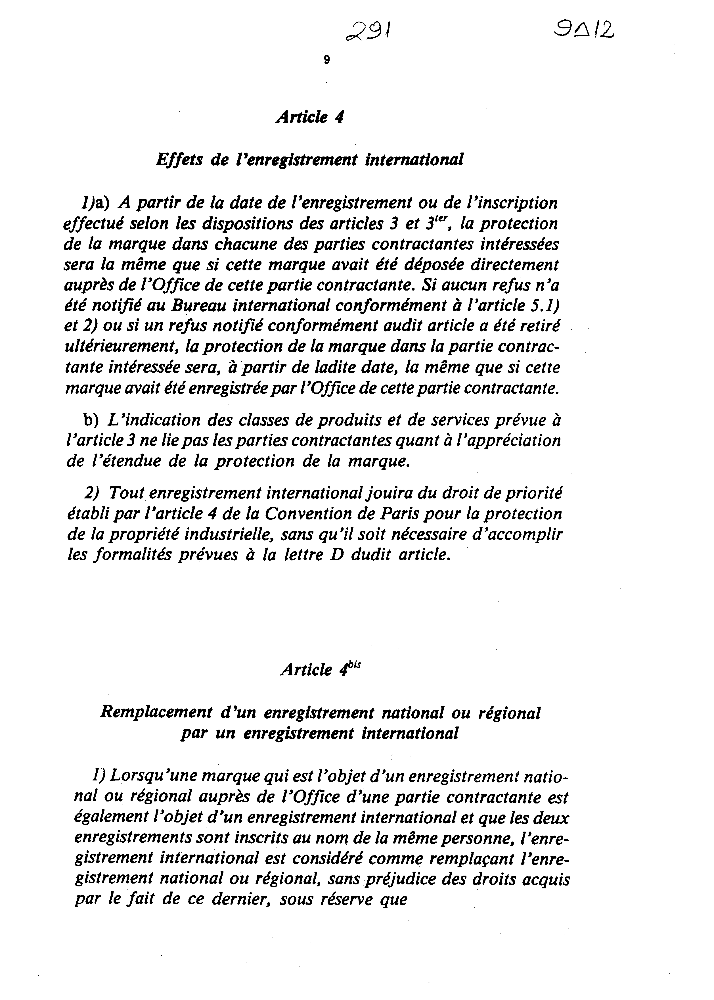 291
9Δ12
9
Article 4
Effets de l'enregistrement international
1)a) A partir de la date de l'enregistrement ou de l'inscription
effectué selon les dispositions des articles 3 et 3ter, la protection
de la marque dans chacune des parties contractantes intéressées
sera la même que si cette marque avait été déposée directement
auprès de l'Office de cette partie contractante. Si aucun refus n'a
été notifié au Bureau international conformément à l'article 5.1)
et 2) ou si un refus notifié conformément audit article a été retiré
ultérieurement, la protection de la marque dans la partie contrac-
tante intéressée sera, à partir de ladite date, la même que si cette
marque avait été enregistrée par l'Office de cette partie contractante.
b) L'indication des classes de produits et de services prévue à
l'article 3 ne lie pas les parties contractantes quant à l'appréciation
de l'étendue de la protection de la marque.
2) Tout enregistrement international jouira du droit de priorité
établi par l'article 4 de la Convention de Paris pour la protection
de la propriété industrielle, sans qu'il soit nécessaire d'accomplir
les formalités prévues à la lettre D dudit article.
Article 4bis
Remplacement d'un enregistrement national ou régional
par un enregistrement international
1) Lorsqu'une marque qui est l'objet d'un enregistrement natio-
nal ou régional auprès de l'Office d'une partie contractante est
également l'objet d'un enregistrement international et que les deux
enregistrements sont inscrits au nom de la même personne, l'enre-
gistrement international est considéré comme remplaçant l'enre-
gistrement national ou régional, sans préjudice des droits acquis
par le fait de ce dernier, sous réserve que